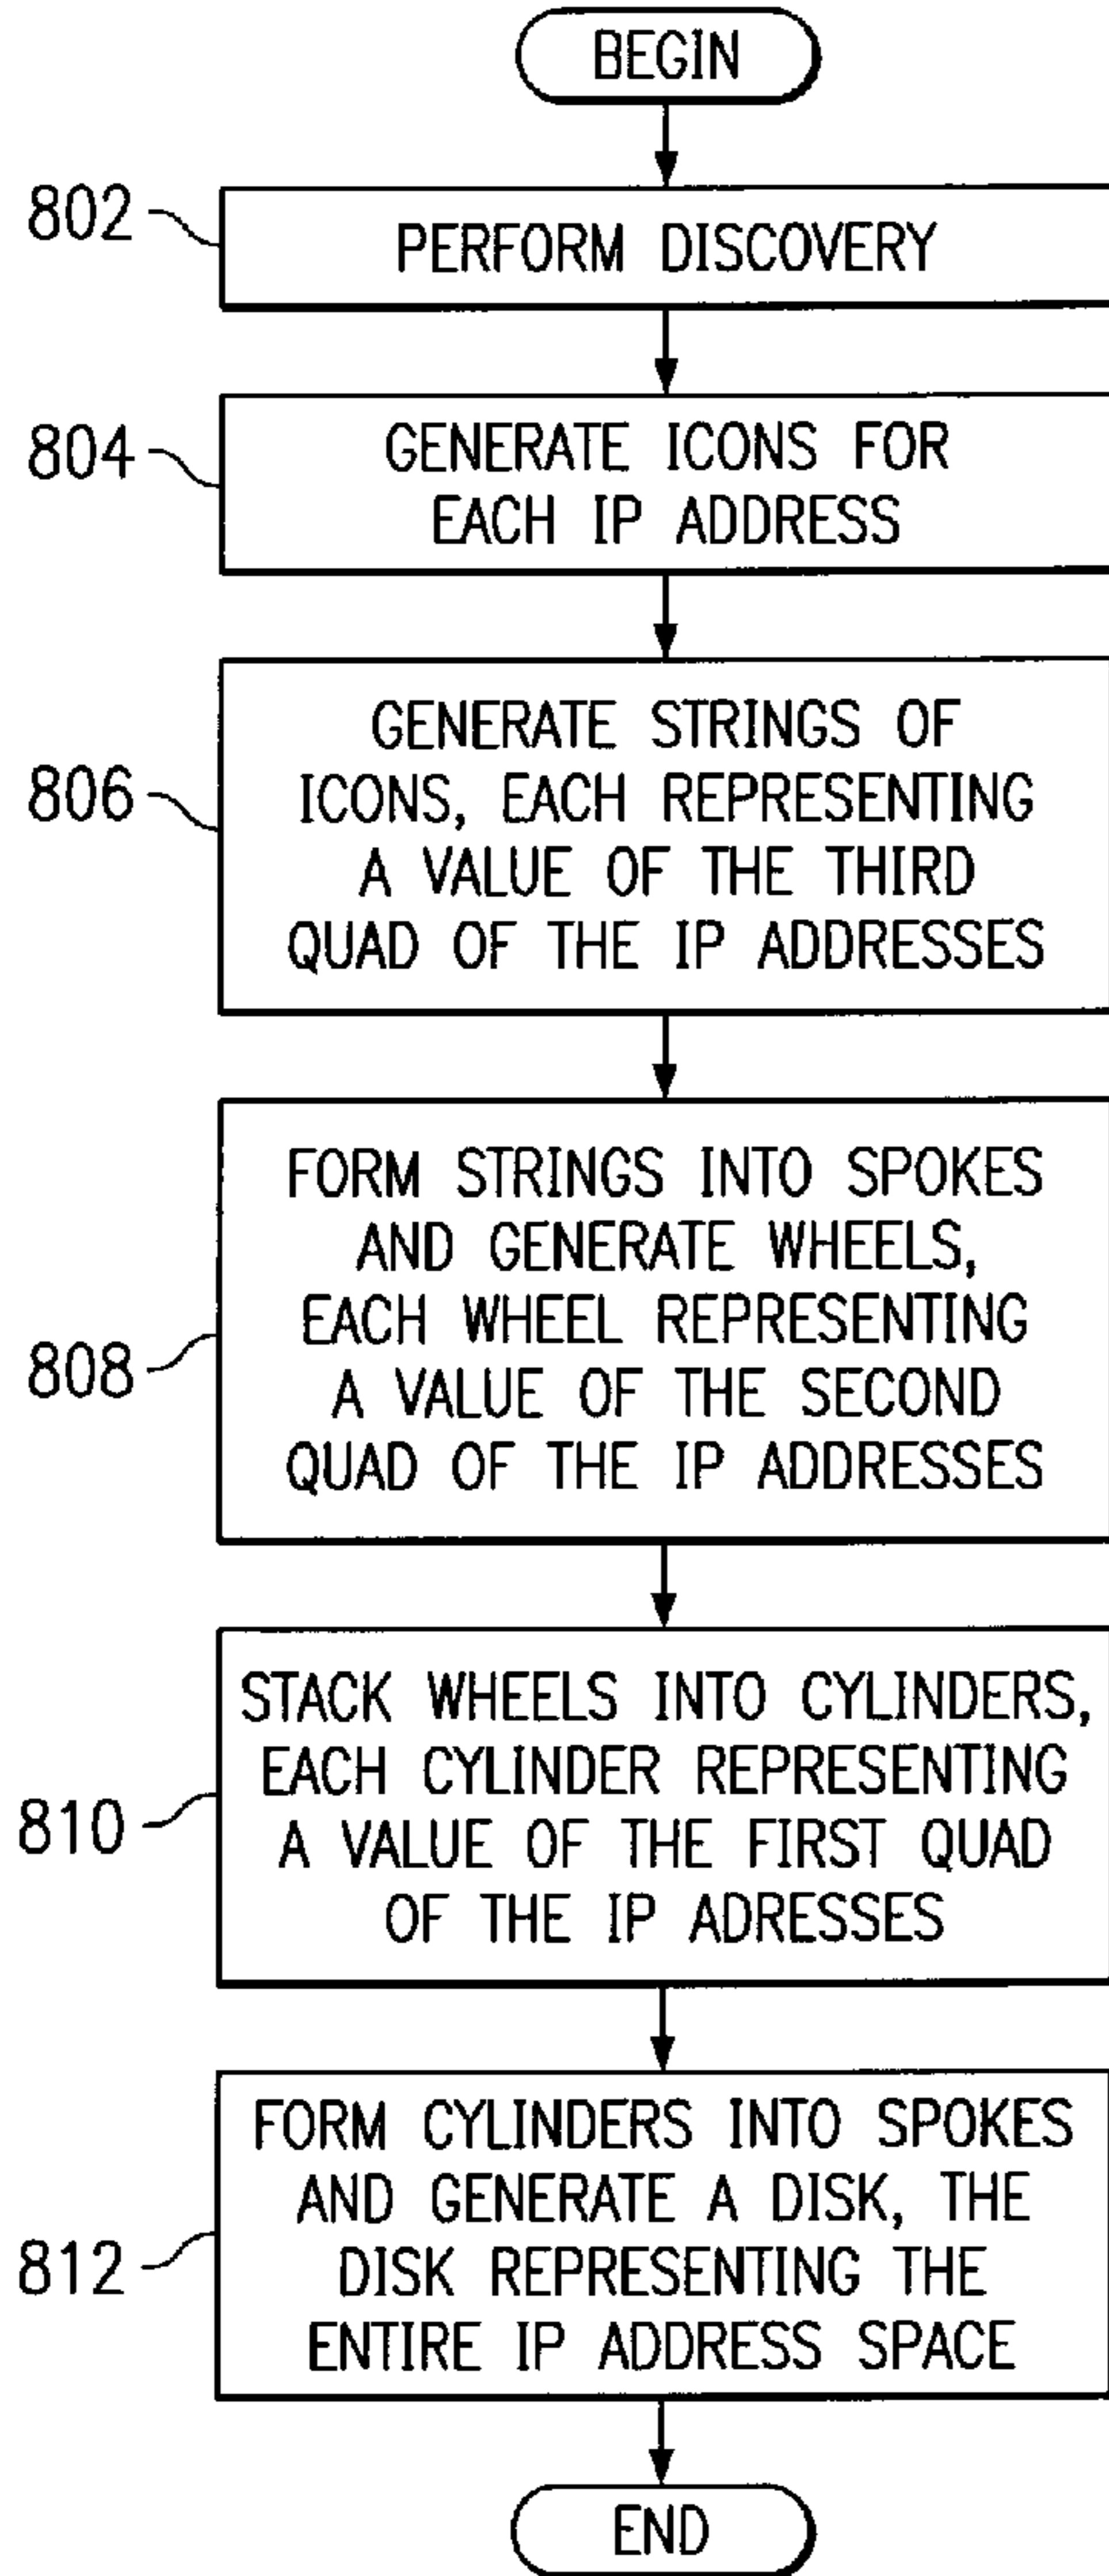 BEGIN
802
PERFORM DISCOVERY
804
GENERATE ICONS FOR
EACH IP ADDRESS
806
GENERATE STRINGS OF
ICONS, EACH REPRESENTING
A VALUE OF THE THIRD
QUAD OF THE IP ADDRESSES
808
FORM STRINGS INTO SPOKES
AND GENERATE WHEELS,
EACH WHEEL REPRESENTING
A VALUE OF THE SECOND
QUAD OF THE IP ADDRESSES
810
STACK WHEELS INTO CYLINDERS,
EACH CYLINDER REPRESENTING
A VALUE OF THE FIRST QUAD
OF THE IP ADRESSES
812
FORM CYLINDERS INTO SPOKES
AND GENERATE A DISK, THE
DISK REPRESENTING THE
ENTIRE IP ADDRESS SPACE
END